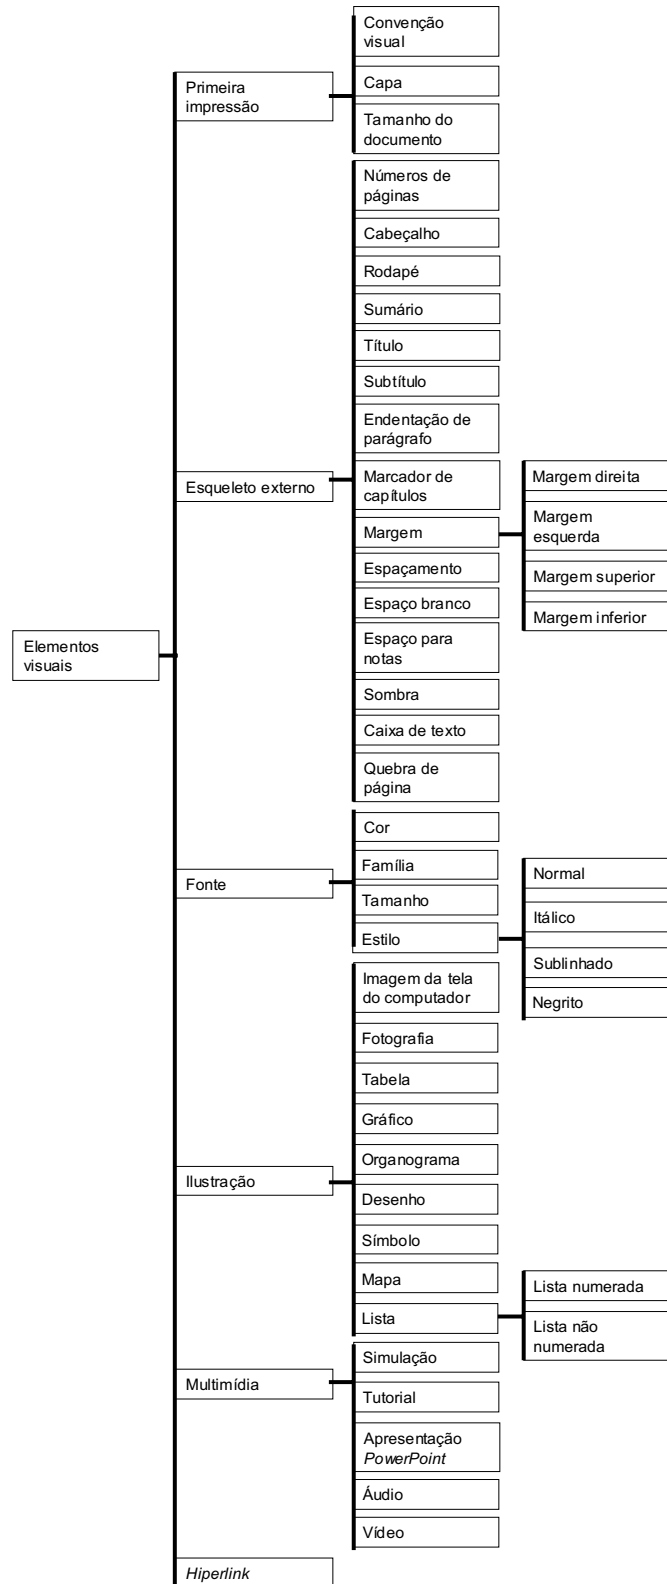 Convenção
visual
Primeira
impressão
Capa
Tamanho do
documento
Números de
páginas
Cabeçalho
Rodapé
Sumário
Título
Subtítulo
Endentação de
parágrafo
Esqueleto externo
Marcador de
capítulos
Margem direita
Margem
Margem
esquerda
Espaçamento
Margem superior
Espaço branco
Margem inferior
Elementos
visuais
Espaço para
notas
Sombra
Caixa de texto
Quebra de
página
Cor
Fonte
Família
Normal
Tamanho
Itálico
Estilo
Sublinhado
Negrito
Imagem da tela
do computador
Fotografia
Tabela
Gráfico
Organograma
Ilustração
Desenho
Símbolo
Mapa
Lista numerada
Lista
Lista não
numerada
Simulação
Multimídia
Tutorial
Apresentação
PowerPoint
Áudio
Vídeo
Hiperlink